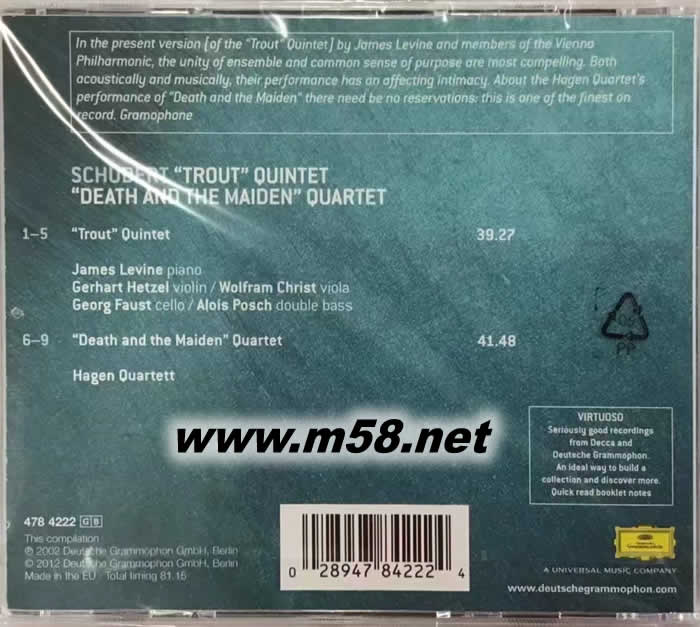 In the present version [of the "Trout" Quintet] by James Levine and members of the Vienna
Philharmonic, the unity of ensemble and common sense of purpose are most compelling. Both
acoustically and musically, their performance has an affecting intimacy. About the Hagen Quartet's
performance of "Death and the Maiden" there need be no reservations: this is one of the finest on
record. Gramophone
SCHUBERT "TROUT" QUINTET
"DEATH AND THE MAIDEN" QUARTET
1–5 "Trout" Quintet 39.27
James Levine piano
Gerhart Hetzel violin / Wolfram Christ viola
Georg Faust cello / Alois Posch double bass
6–9 "Death and the Maiden" Quartet 41.48
Hagen Quartett
PP
www.m58.net
VIRTUOSO
Seriously good recordings
from Decca and
Deutsche Grammophon.
An ideal way to build a
collection and discover more.
Quick read booklet notes
478 4222 GB
This compilation
℗ 2002 Deutsche Grammophon GmbH, Berlin
© 2012 Deutsche Grammophon GmbH, Berlin
Made in the EU · Total timing 81.15
0 28947 84222 4
Deutsche Grammophon
A UNIVERSAL MUSIC COMPANY
www.deutschegrammophon.com